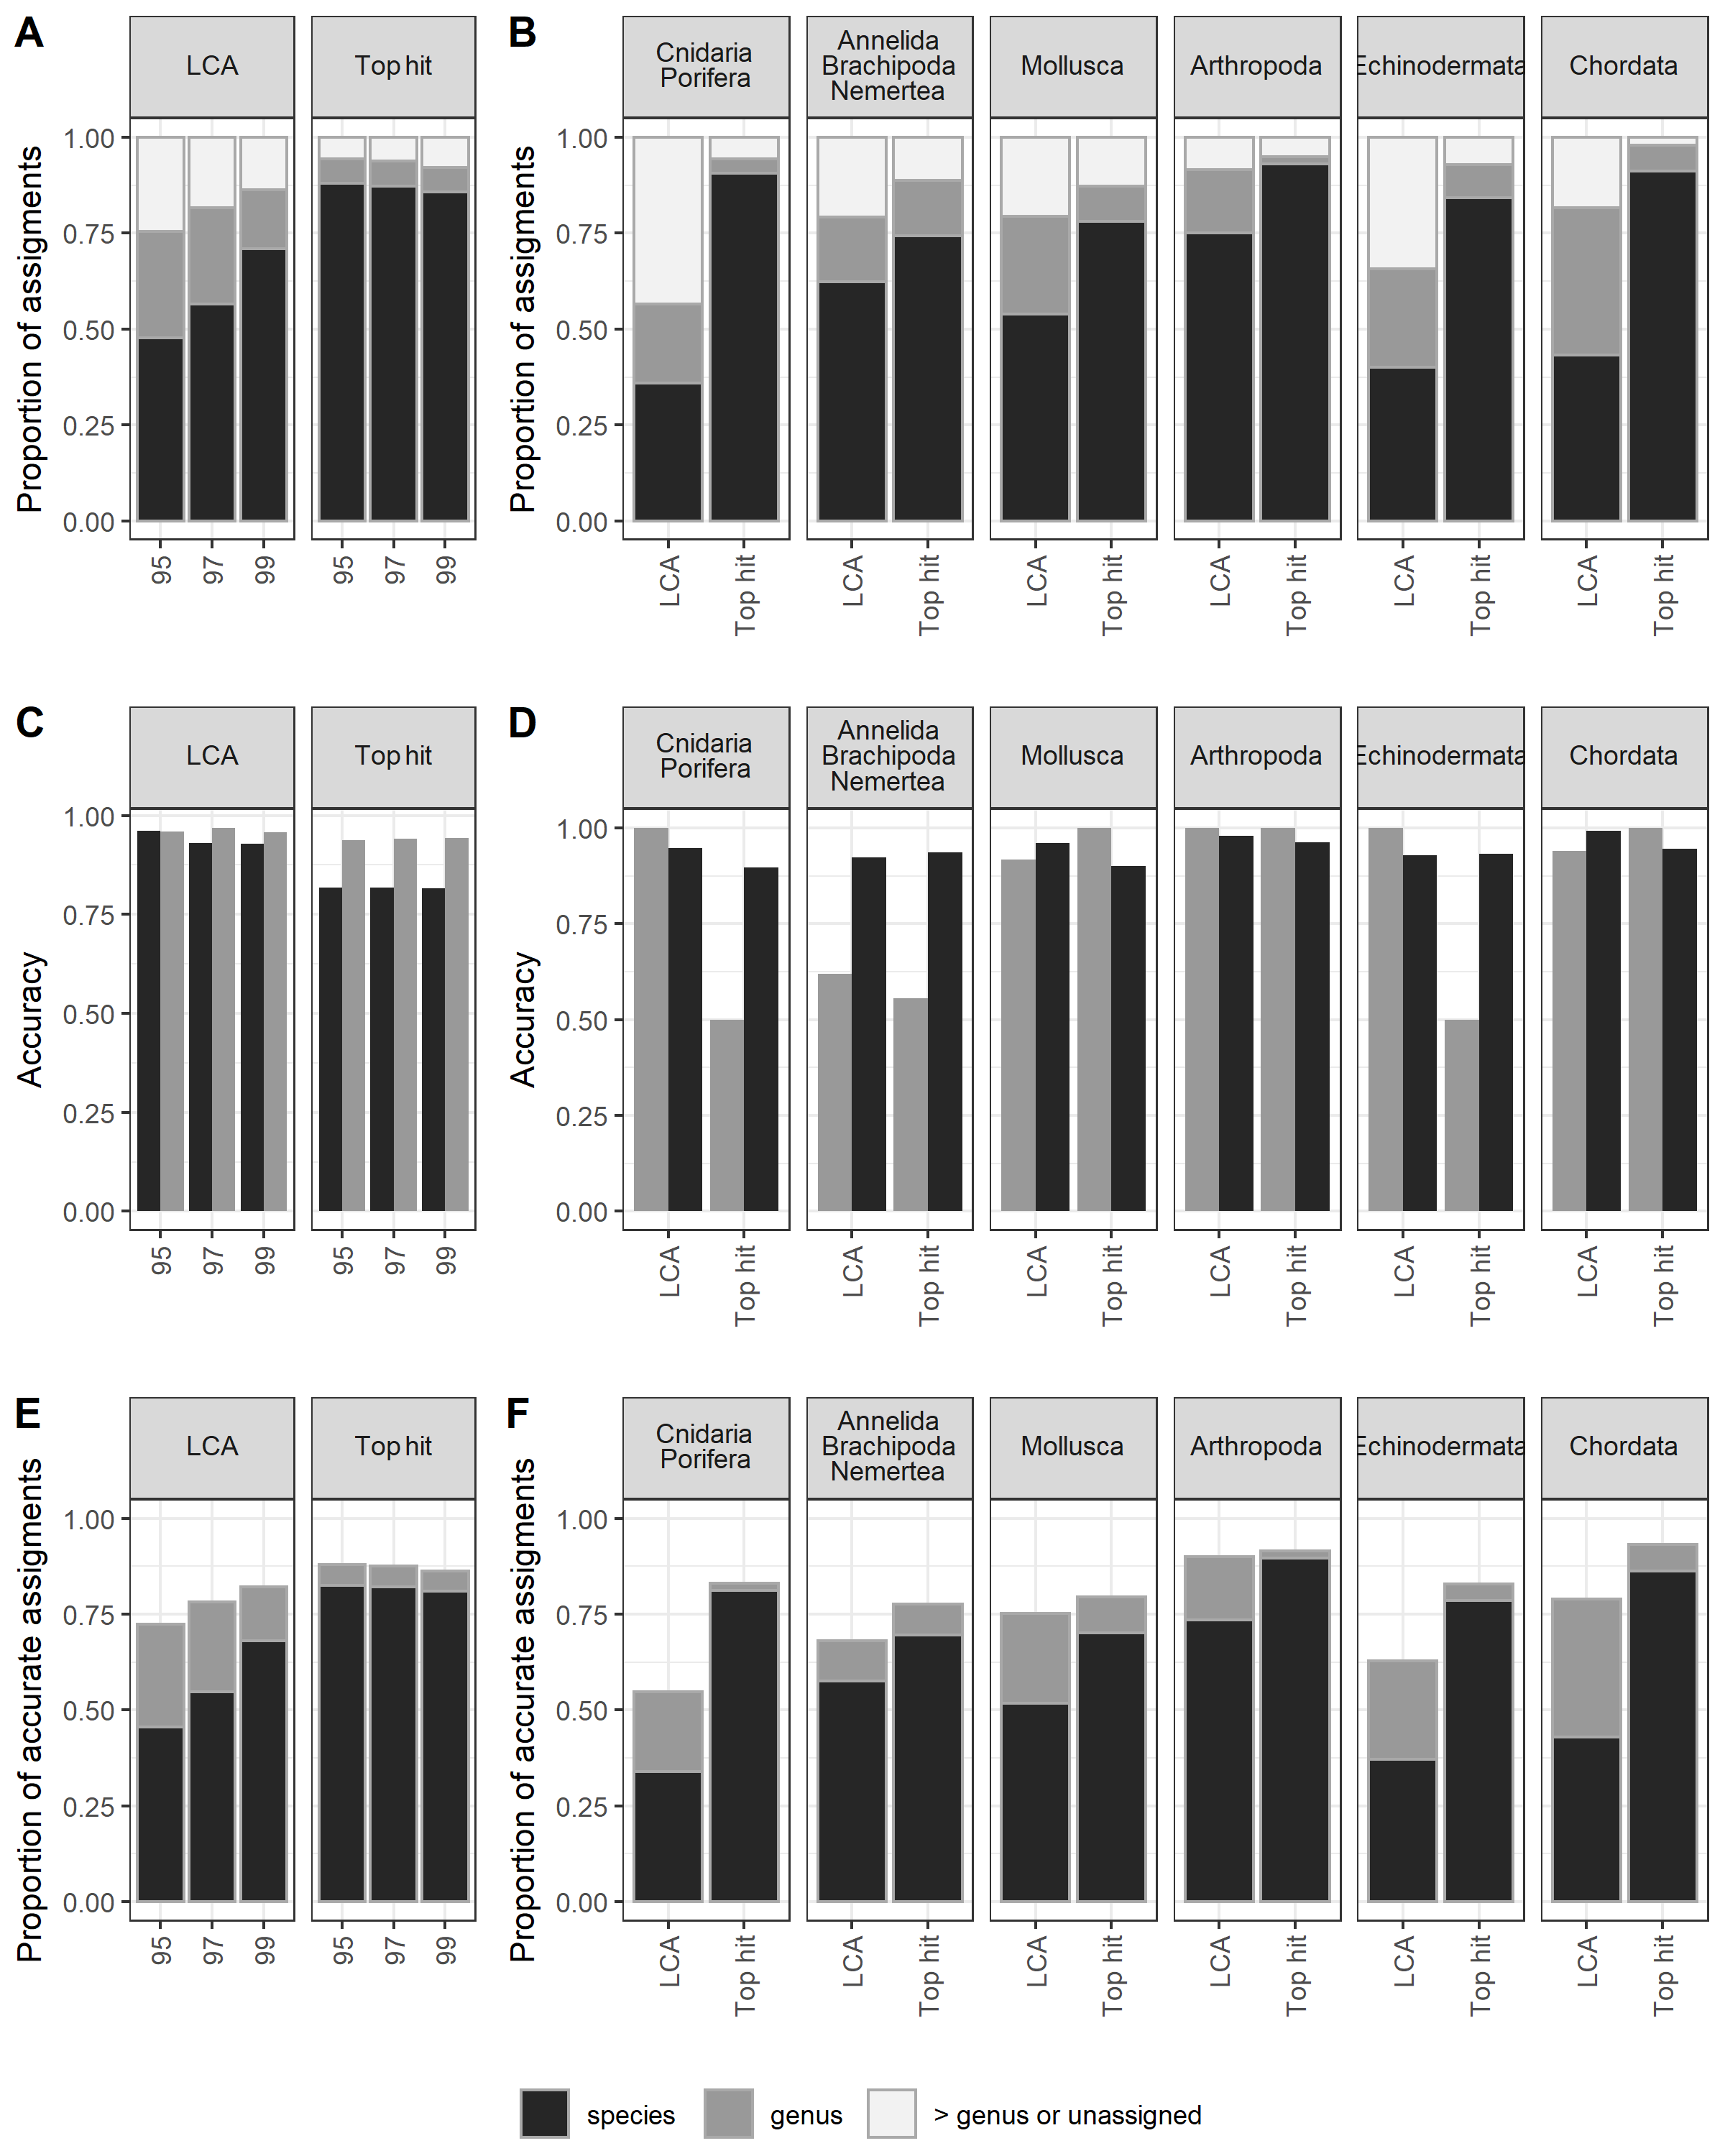 A
LCA
Top hit
Proportion of assigments
1.00
0.75
0.50
0.25
0.00
95
97
99
95
97
99
B
Cnidaria
Porifera
Annelida
Brachipoda
Nemertea
Mollusca
Arthropoda
Echinodermata
Chordata
Proportion of assigments
1.00
0.75
0.50
0.25
0.00
LCA
Top hit
LCA
Top hit
LCA
Top hit
LCA
Top hit
LCA
Top hit
LCA
Top hit
C
LCA
Top hit
Accuracy
1.00
0.75
0.50
0.25
0.00
95
97
99
95
97
99
D
Cnidaria
Porifera
Annelida
Brachipoda
Nemertea
Mollusca
Arthropoda
Echinodermata
Chordata
Accuracy
1.00
0.75
0.50
0.25
0.00
LCA
Top hit
LCA
Top hit
LCA
Top hit
LCA
Top hit
LCA
Top hit
LCA
Top hit
E
LCA
Top hit
Proportion of accurate assigments
1.00
0.75
0.50
0.25
0.00
95
97
99
95
97
99
F
Cnidaria
Porifera
Annelida
Brachipoda
Nemertea
Mollusca
Arthropoda
Echinodermata
Chordata
Proportion of accurate assigments
1.00
0.75
0.50
0.25
0.00
LCA
Top hit
LCA
Top hit
LCA
Top hit
LCA
Top hit
LCA
Top hit
LCA
Top hit
species
genus
> genus or unassigned